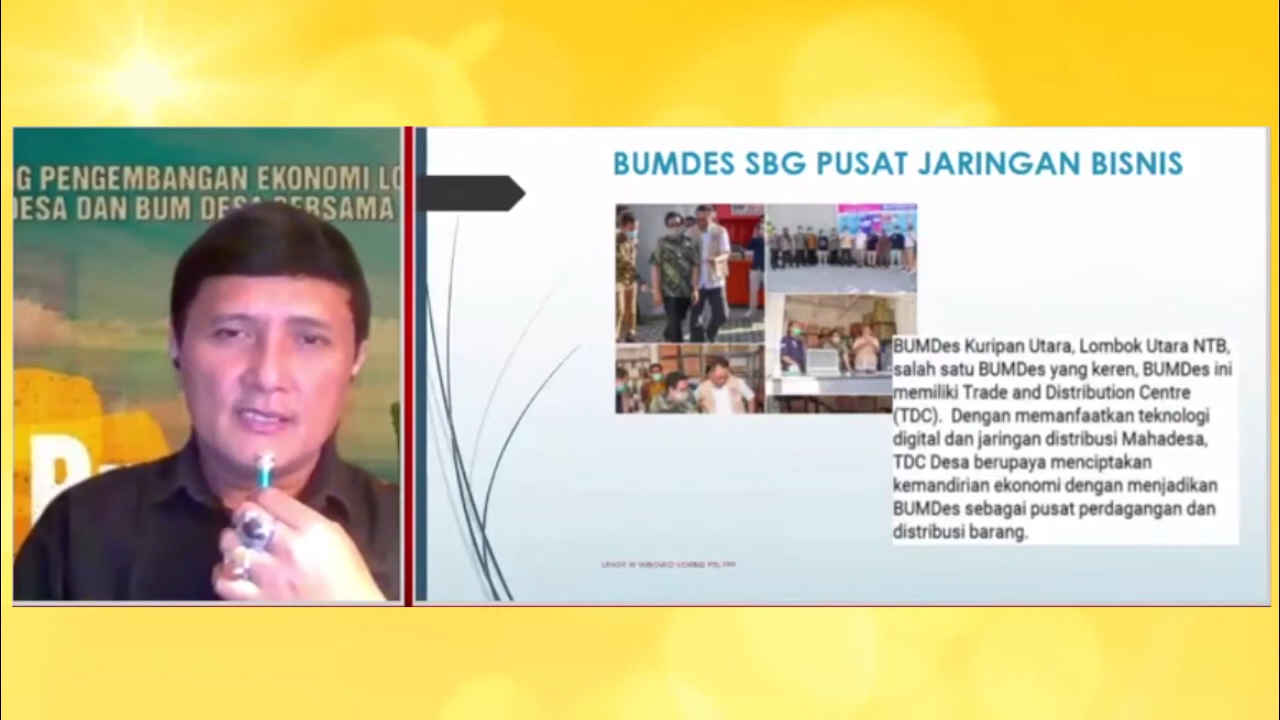 G PENGEMBANGAN EKONOMI LO
DESA DAN BUM DESA BERSAMA
BUMDES SBG PUSAT JARINGAN BISNIS
BUMDes Kuripan Utara, Lombok Utara NTB,
salah satu BUMDes yang keren, BUMDes ini
memiliki Trade and Distribution Centre
(TDC). Dengan memanfaatkan teknologi
digital dan jaringan distribusi Mahadesa,
TDC Desa berupaya menciptakan
kemandirian ekonomi dengan menjadikan
BUMDes sebagai pusat perdagangan dan
distribusi barang.
WIBOWO